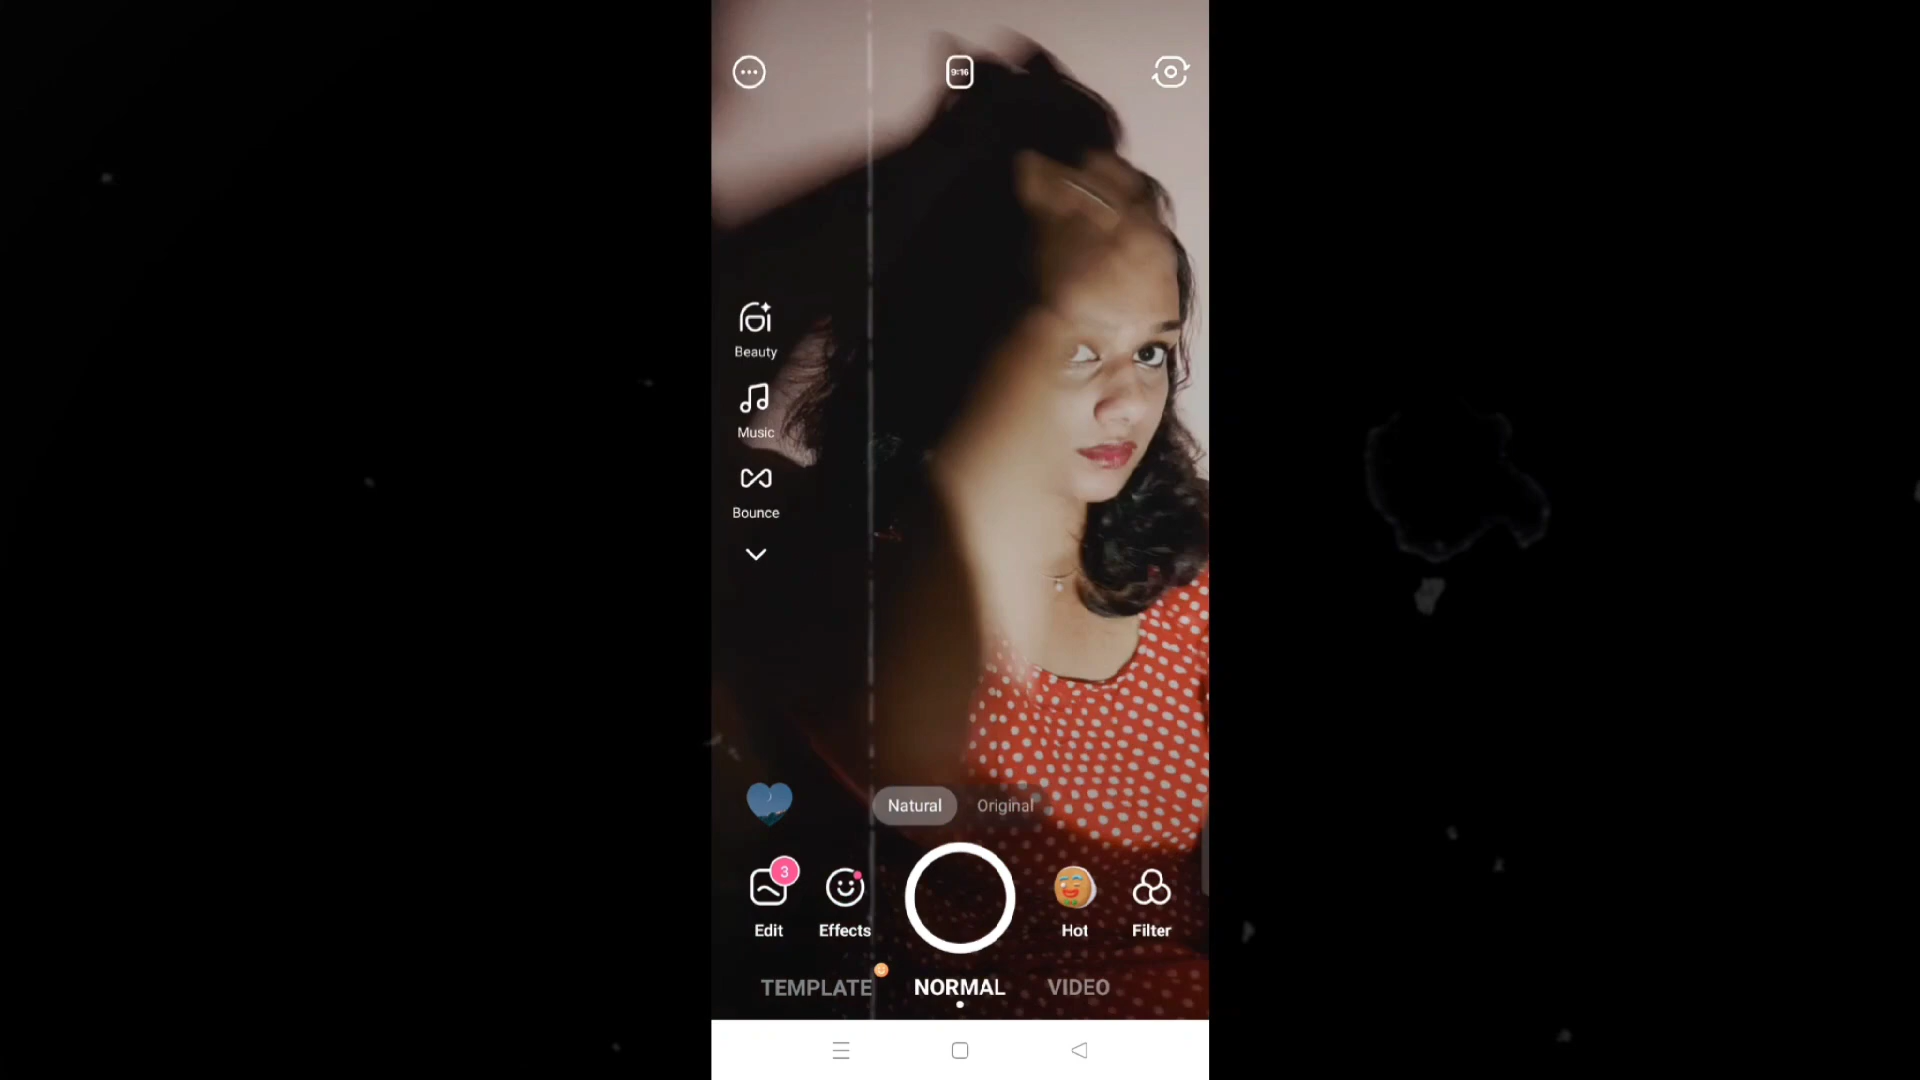 9:16
Beauty
Music
Bounce
Natural Original
3
Edit Effects Hot Filter
TEMPLATE NORMAL VIDEO